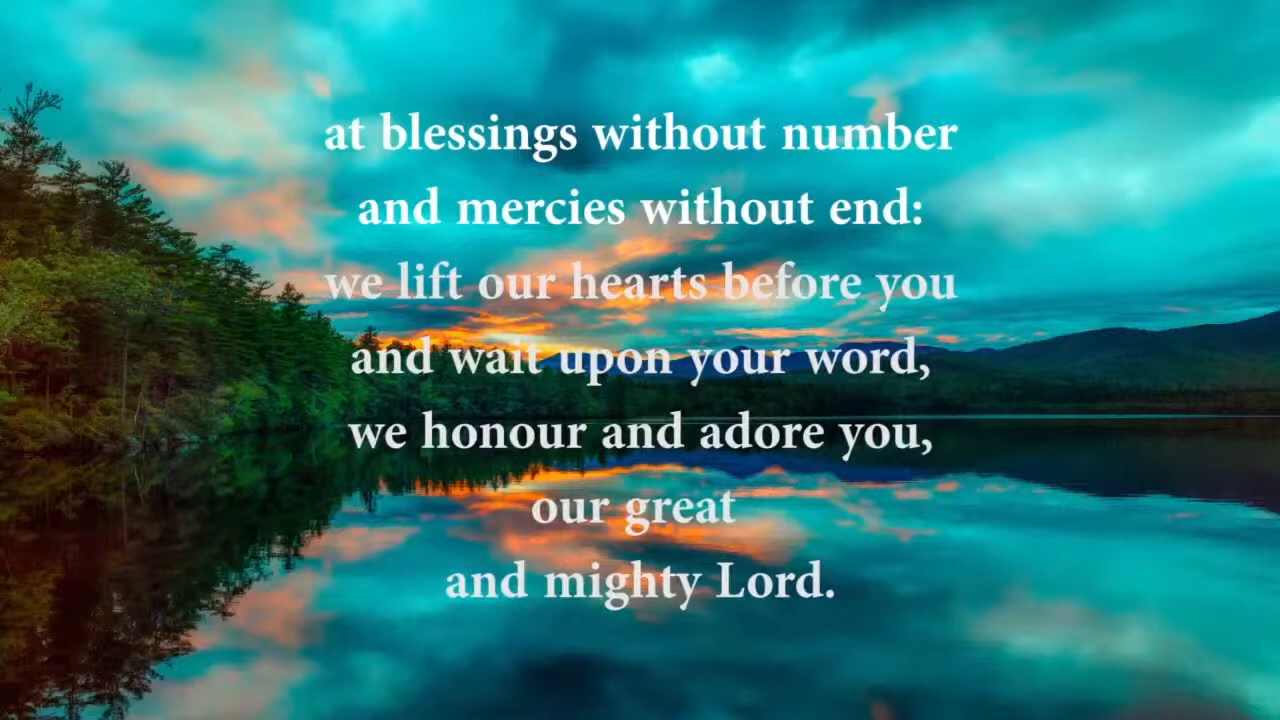 at blessings without number
and mercies without end:
we lift our hearts before you
and wait upon your word,
we honour and adore you,
our great
and mighty Lord.